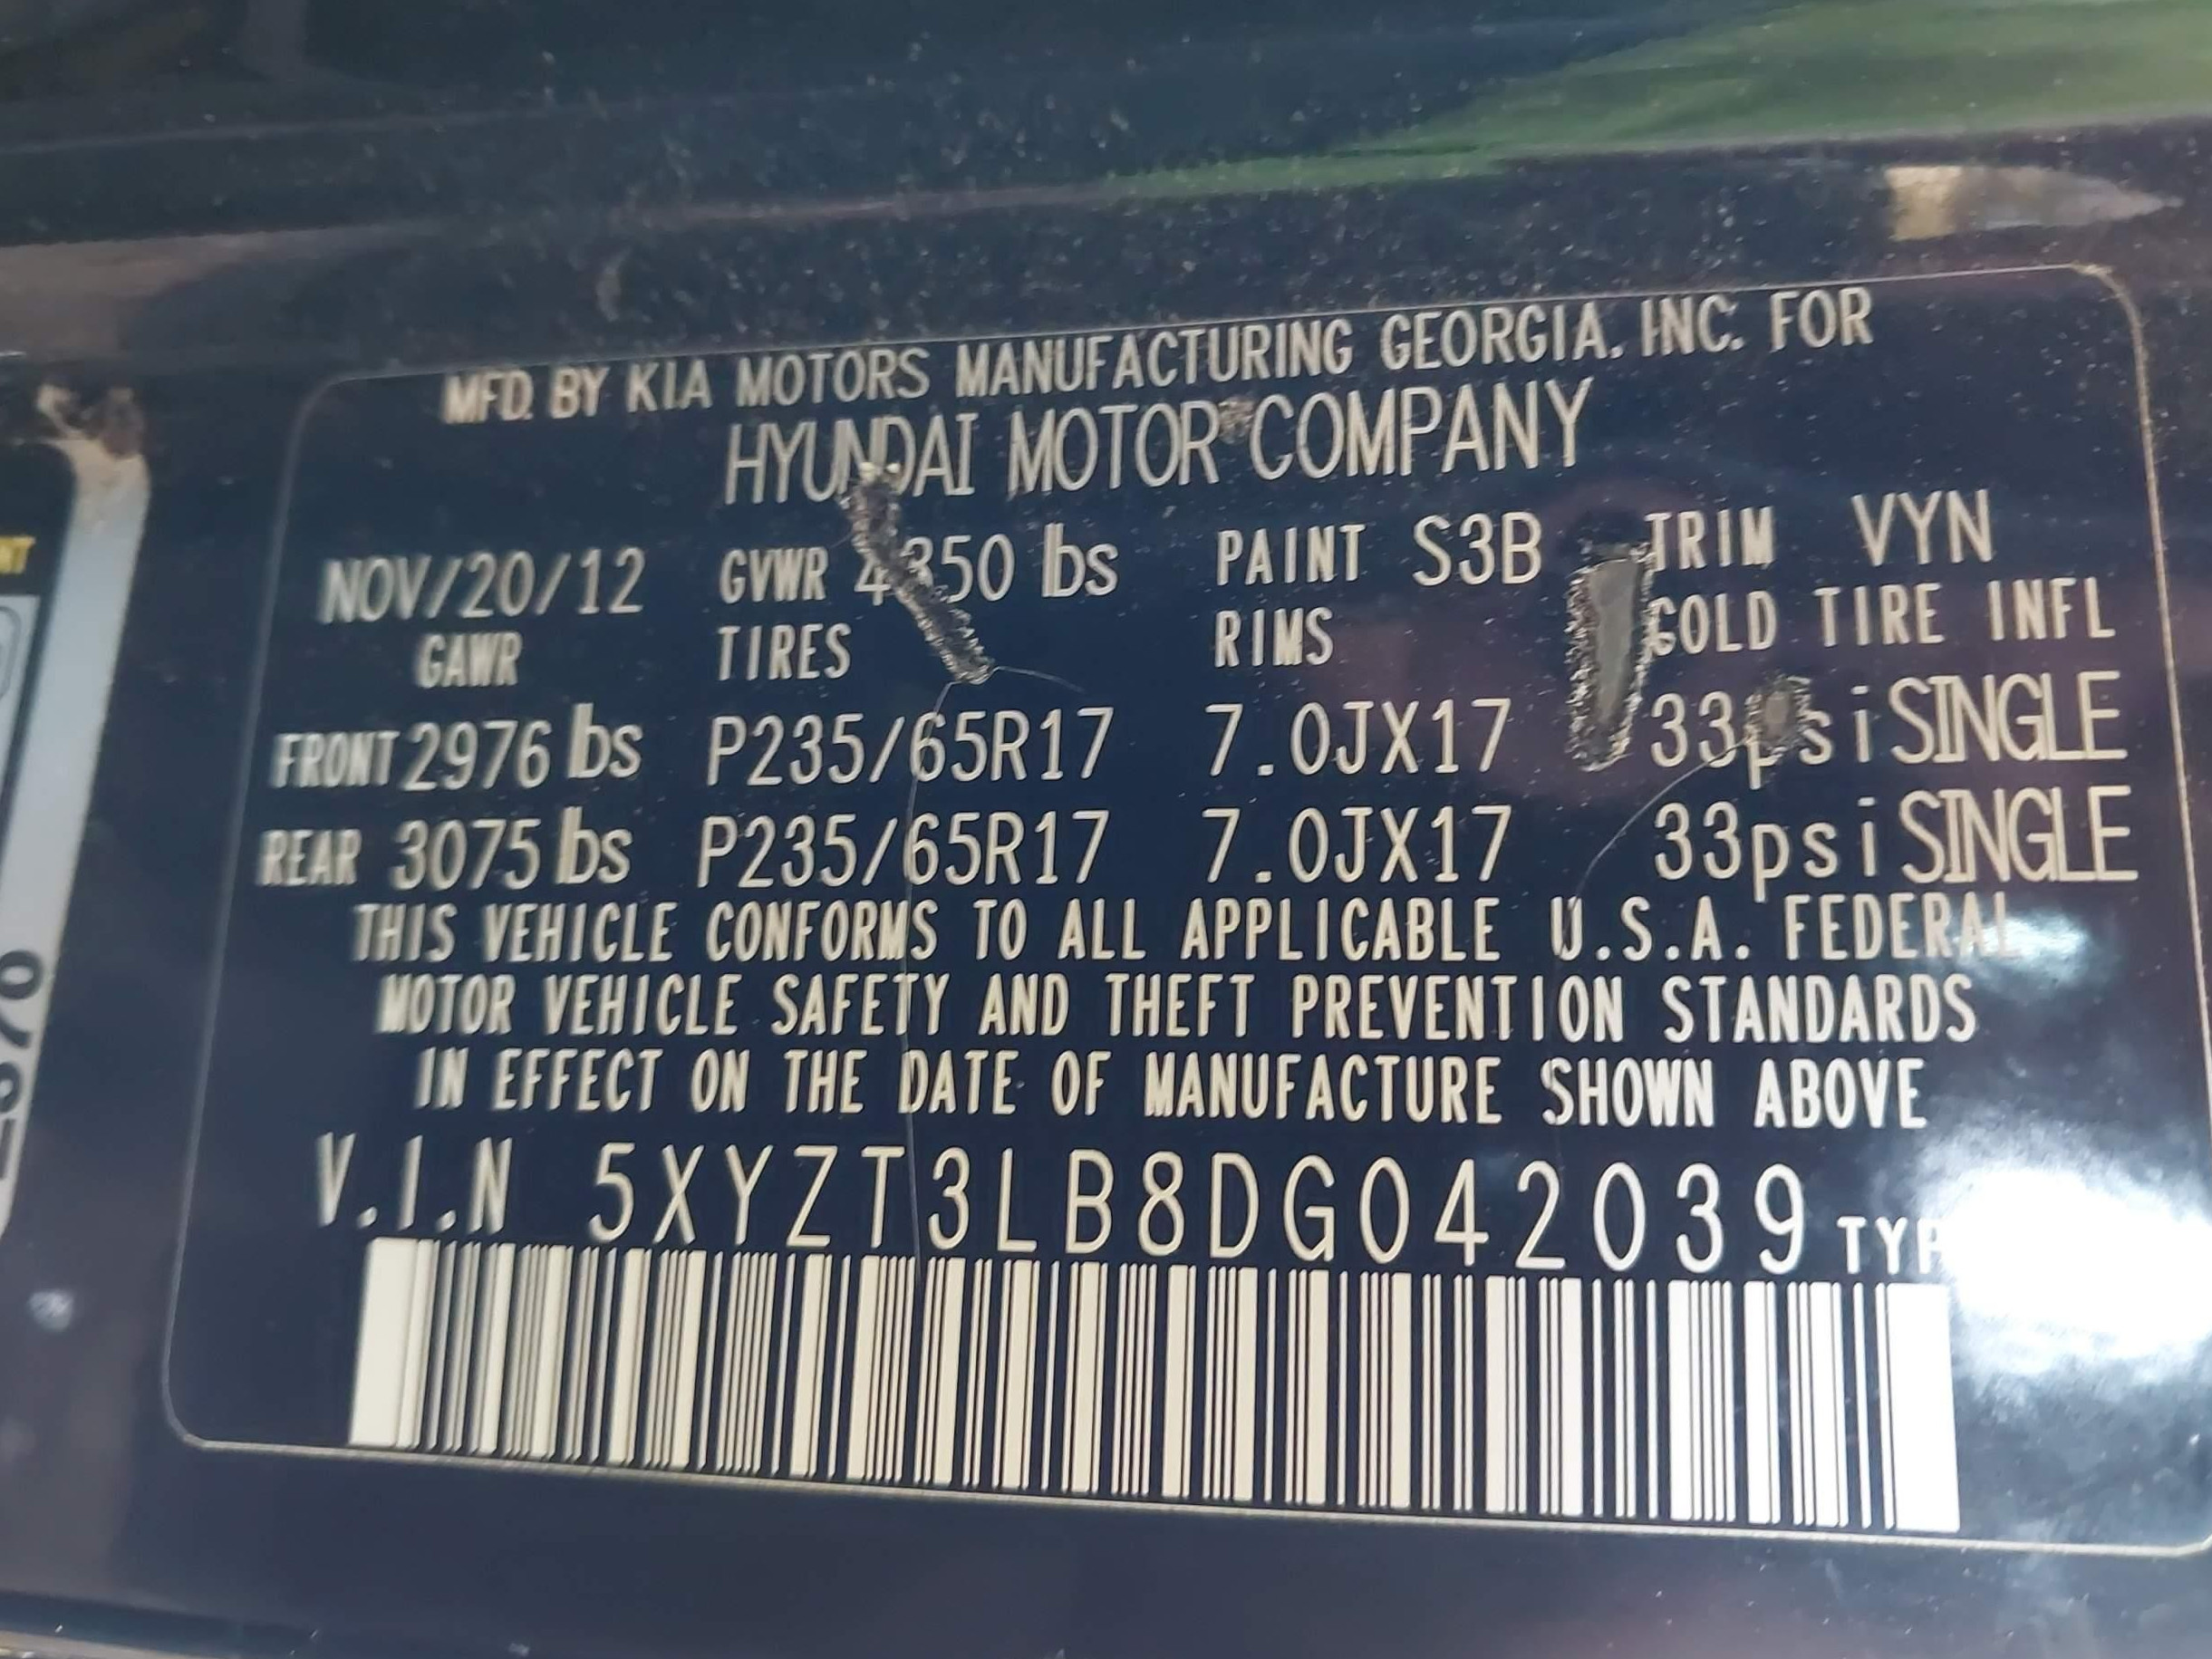 MFD. BY KIA MOTORS MANUFACTURING GEORGIA. INC. FOR
HYUNDAI MOTOR COMPANY
NOV/20/12 GVWR lbs PAINT S3B TRIM VYN
GAWR TIRES RIMS COLD TIRE INFL
FRONT 2976 lbs P235/65R17 7.0JX17 33psi SINGLE
REAR 3075 lbs P235/65R17 7.0JX17 33psi SINGLE
THIS VEHICLE CONFORMS TO ALL APPLICABLE U.S.A. FEDERAL
MOTOR VEHICLE SAFETY AND THEFT PREVENTION STANDARDS
IN EFFECT ON THE DATE OF MANUFACTURE SHOWN ABOVE
V.I.N 5XYZT3LB8DG042039